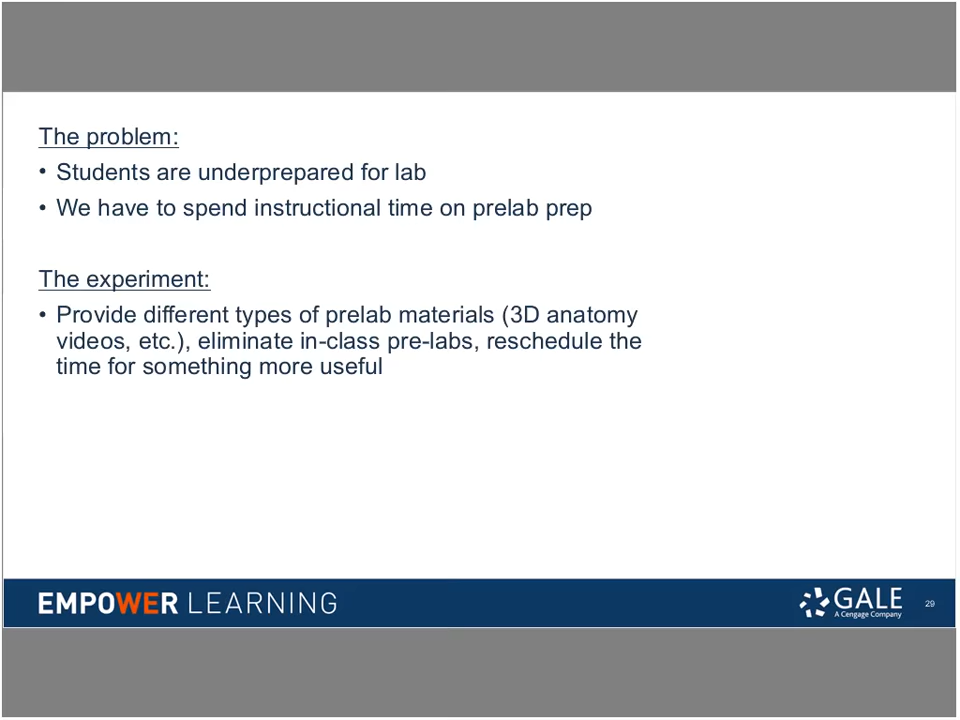 The problem:
• Students are underprepared for lab
• We have to spend instructional time on prelab prep
The experiment:
• Provide different types of prelab materials (3D anatomy
videos, etc.), eliminate in-class pre-labs, reschedule the
time for something more useful
EMPOWER LEARNING
GALE
A Cengage Company
29